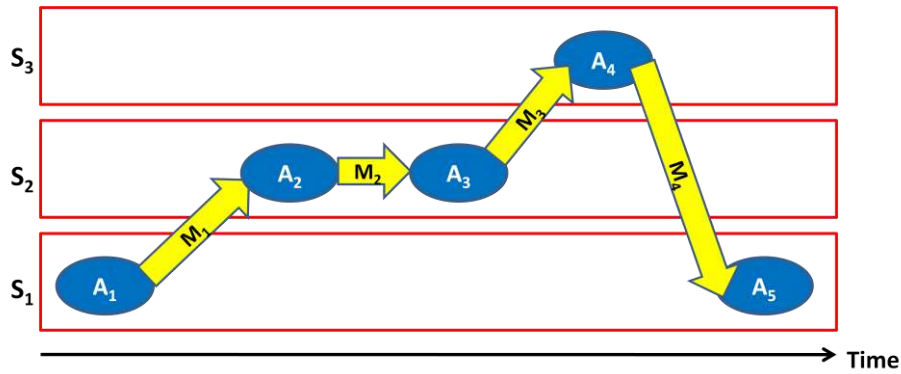 S₃
A₄
M₃
S₂
A₂
M₂
A₃
M₄
M₁
S₁
A₁
A₅
Time